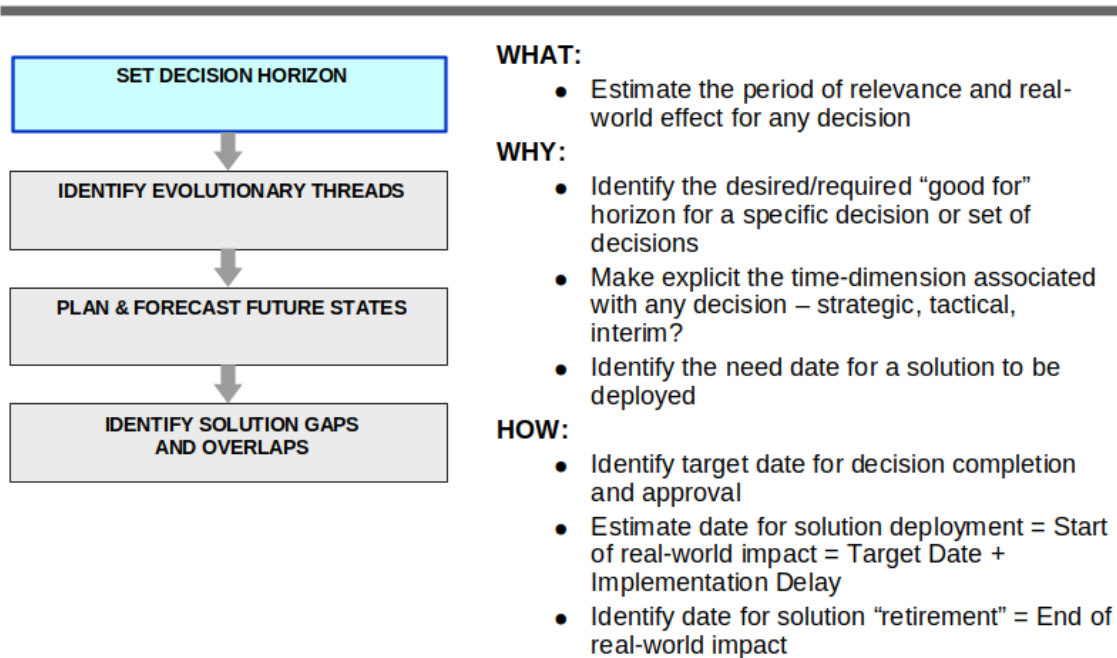 SET DECISION HORIZON
IDENTIFY EVOLUTIONARY THREADS
PLAN & FORECAST FUTURE STATES
IDENTIFY SOLUTION GAPS
AND OVERLAPS
WHAT:
● Estimate the period of relevance and real-
world effect for any decision
WHY:
● Identify the desired/required “good for”
horizon for a specific decision or set of
decisions
● Make explicit the time-dimension associated
with any decision – strategic, tactical,
interim?
● Identify the need date for a solution to be
deployed
HOW:
● Identify target date for decision completion
and approval
● Estimate date for solution deployment = Start
of real-world impact = Target Date +
Implementation Delay
● Identify date for solution “retirement” = End of
real-world impact